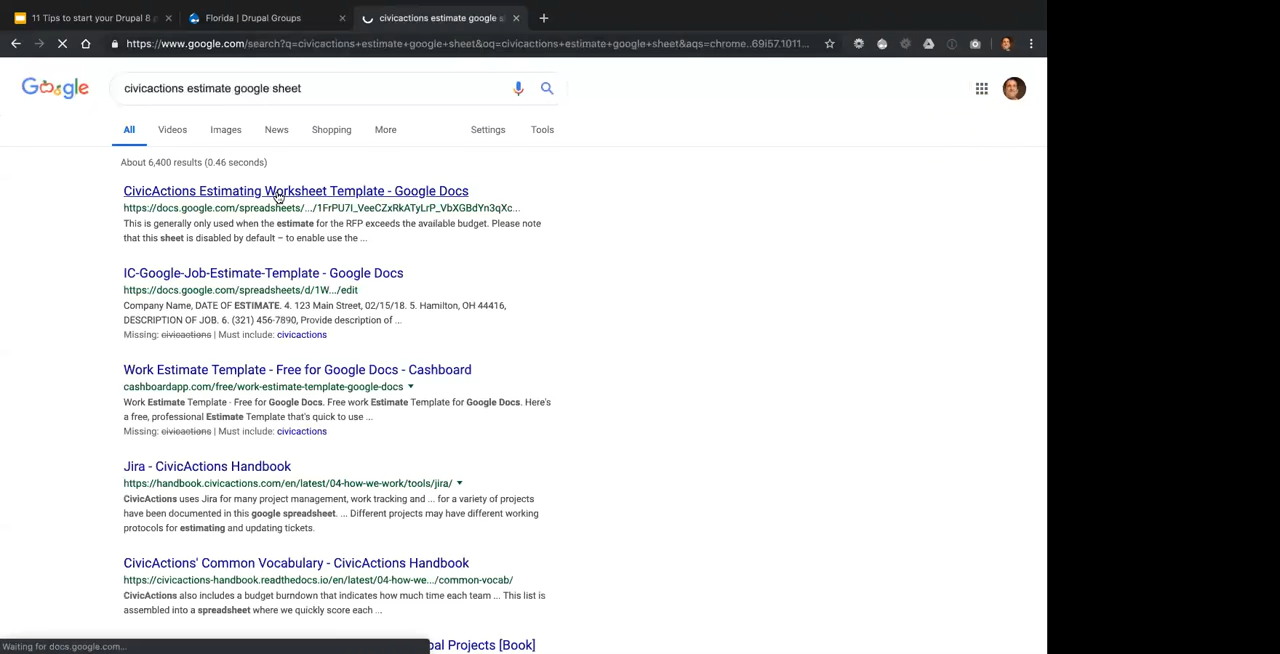 11 Tips to start your Drupal 8
Florida | Drupal Groups
civicactions estimate google s
https://www.google.com/search?q=civicactions+estimate+google+sheet&oq=civicactions+estimate+google+sheet&aqs=chrome..69i57.1011...
Google
civicactions estimate google sheet
All Videos Images News Shopping More Settings Tools
About 6,400 results (0.46 seconds)
CivicActions Estimating Worksheet Template - Google Docs
https://docs.google.com/spreadsheets/.../1FrPU7I_VeeCZxRkATyLrP_VbXGBdYn3qXc...
This is generally only used when the estimate for the RFP exceeds the available budget. Please note
that this sheet is disabled by default – to enable use the ...
IC-Google-Job-Estimate-Template - Google Docs
https://docs.google.com/spreadsheets/d/1W.../edit
Company Name, DATE OF ESTIMATE. 4. 123 Main Street, 02/15/18. 5. Hamilton, OH 44416,
DESCRIPTION OF JOB. 6. (321) 456-7890, Provide description of ...
Missing: civicactions | Must include: civicactions
Work Estimate Template - Free for Google Docs - Cashboard
cashboardapp.com/free/work-estimate-template-google-docs
Work Estimate Template · Free for Google Docs. Free work Estimate Template for Google Docs. Here's
a free, professional Estimate Template that's quick to use ...
Missing: civicactions | Must include: civicactions
Jira - CivicActions Handbook
https://handbook.civicactions.com/en/latest/04-how-we-work/tools/jira/
CivicActions uses Jira for many project management, work tracking and ... for a variety of projects
have been documented in this google spreadsheet. ... Different projects may have different working
protocols for estimating and updating tickets.
CivicActions' Common Vocabulary - CivicActions Handbook
https://civicactions-handbook.readthedocs.io/en/latest/04-how-we.../common-vocab/
CivicActions also includes a budget burndown that indicates how much time each team ... This list is
assembled into a spreadsheet where we quickly score each ...
Waiting for docs.google.com...
bal Projects [Book]